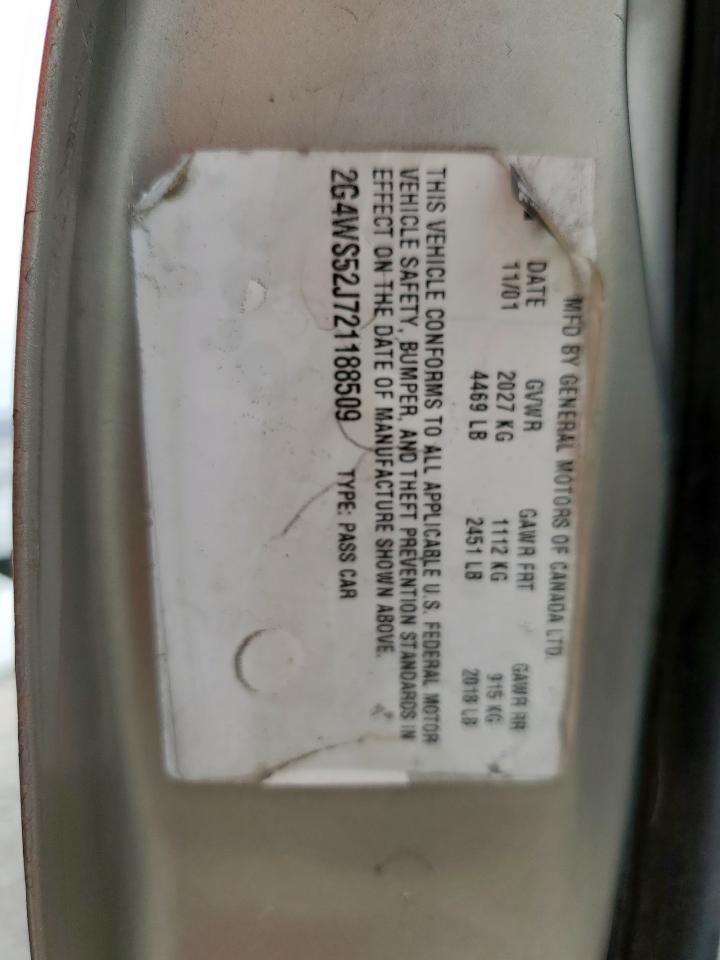 MFD BY GENERAL MOTORS OF CANADA LTD.
DATE GVWR GAWR FRT GAWR RR
11/01 2027 KG 1112 KG 915 KG
4469 LB 2451 LB 2018 LB
THIS VEHICLE CONFORMS TO ALL APPLICABLE U.S. FEDERAL MOTOR
VEHICLE SAFETY, BUMPER, AND THEFT PREVENTION STANDARDS IN
EFFECT ON THE DATE OF MANUFACTURE SHOWN ABOVE.
2G4WS52J721188509 TYPE: PASS CAR